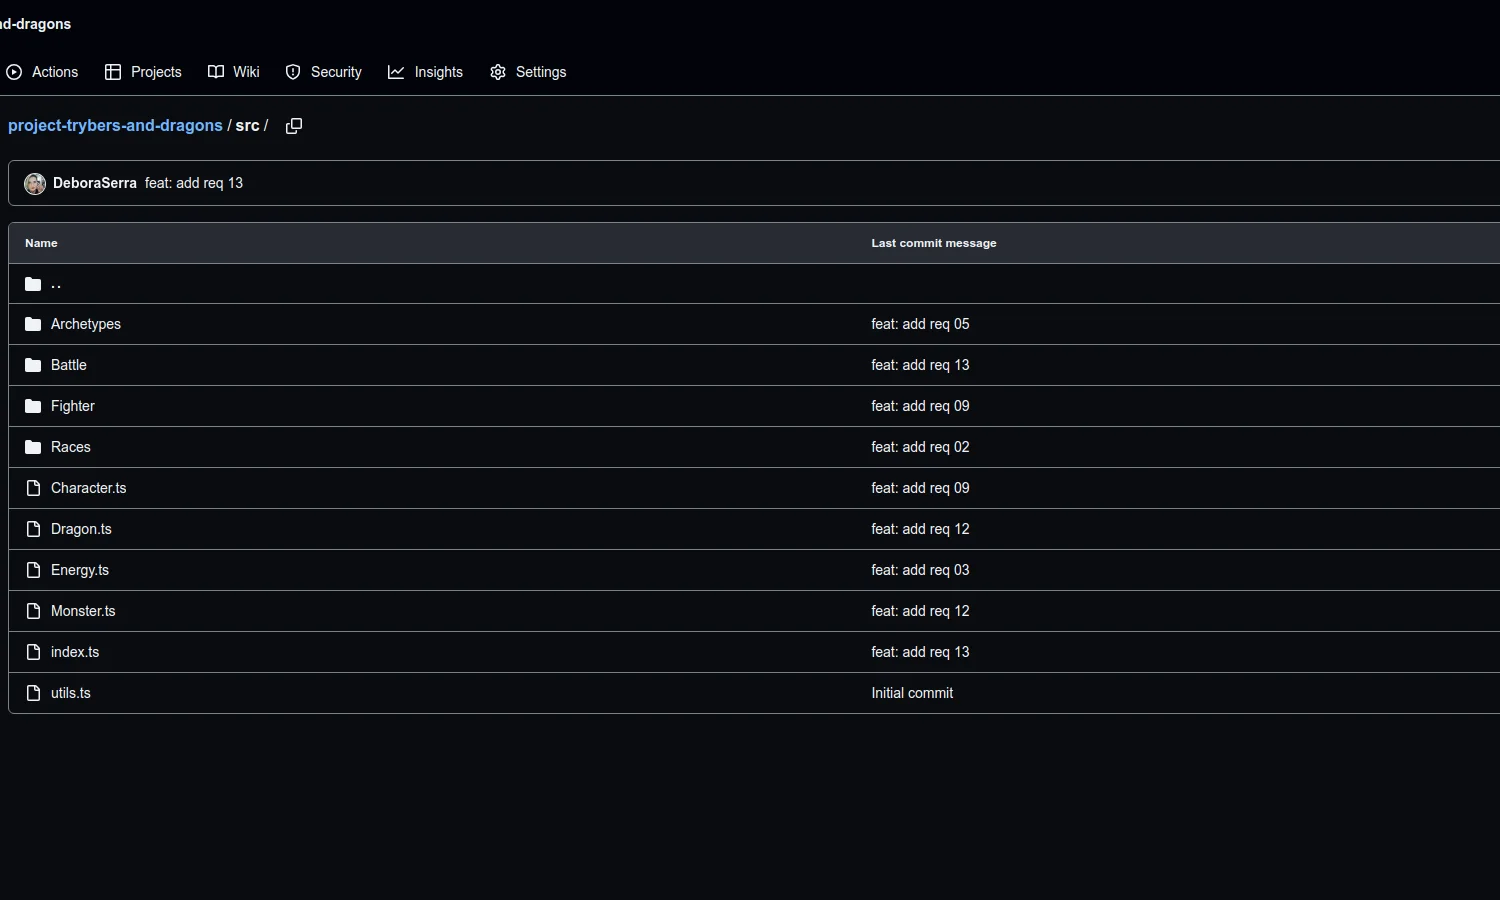 nd-dragons
Actions Projects Wiki Security Insights Settings
project-trybers-and-dragons / src /
DeboraSerra feat: add req 13
Name Last commit message
..
Archetypes feat: add req 05
Battle feat: add req 13
Fighter feat: add req 09
Races feat: add req 02
Character.ts feat: add req 09
Dragon.ts feat: add req 12
Energy.ts feat: add req 03
Monster.ts feat: add req 12
index.ts feat: add req 13
utils.ts Initial commit